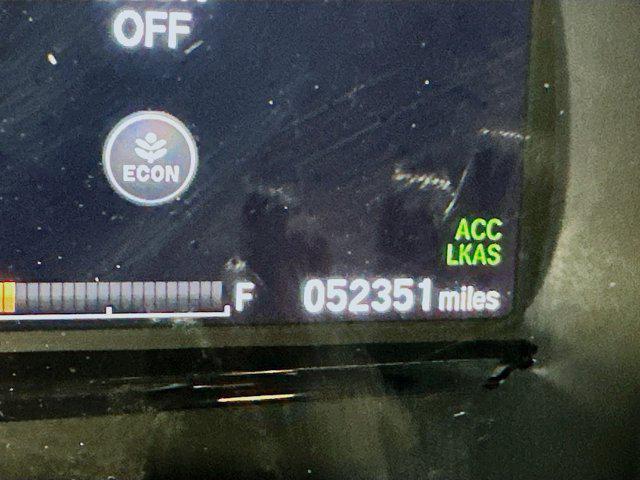 OFF
ECON
ACC
LKAS
F
052351 miles